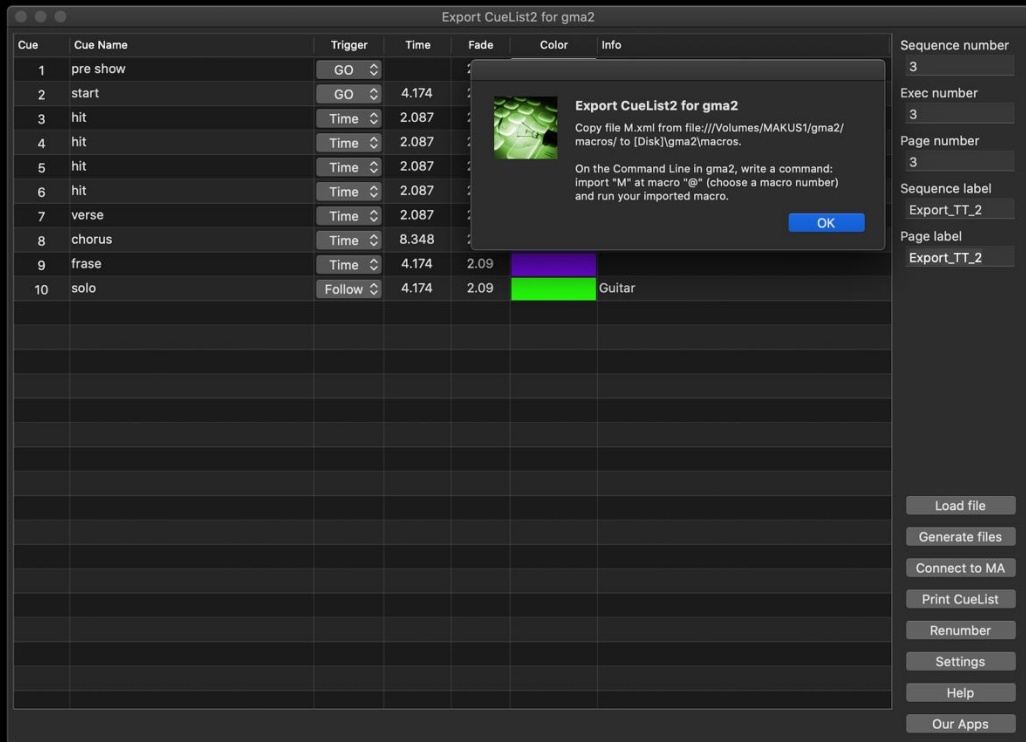 Export CueList2 for gma2
Cue Cue Name Trigger Time Fade Color Info
1 pre show GO
2 start GO 4.174
3 hit Time 2.087
4 hit Time 2.087
5 hit Time 2.087
6 hit Time 2.087
7 verse Time 2.087
8 chorus Time 8.348
9 frase Time 4.174 2.09
10 solo Follow 4.174 2.09 Guitar
Export CueList2 for gma2
Copy file M.xml from file:///Volumes/MAKUS1/gma2/
macros/ to [Disk]\gma2\macros.
On the Command Line in gma2, write a command:
import "M" at macro "@" (choose a macro number)
and run your imported macro.
OK
Sequence number
3
Exec number
3
Page number
3
Sequence label
Export_TT_2
Page label
Export_TT_2
Load file
Generate files
Connect to MA
Print CueList
Renumber
Settings
Help
Our Apps